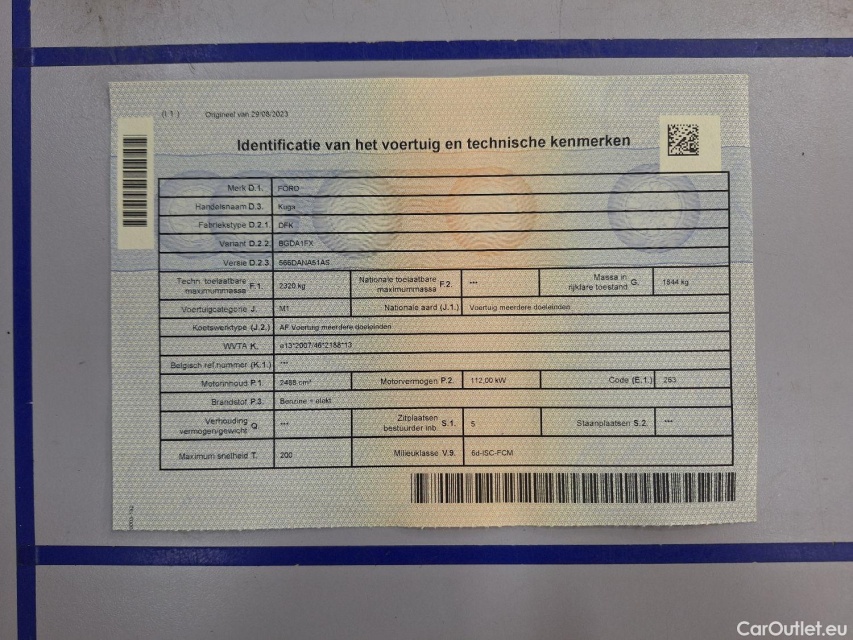 (I.1.) Origineel van 29/08/2023
Identificatie van het voertuig en technische kenmerken
Merk D.1. FORD
Handelsnaam D.3. Kuga
Fabriekstype D.2.1. DFK
Variant D.2.2. BGDA1FX
Versie D.2.3. 566DANA51AS
Techn. toelaatbare maximummassa F.1. 2320 kg Nationale toelaatbare maximummassa F.2. *** Massa in rijklare toestand G. 1844 kg
Voertuigcategorie J. M1 Nationale aard (J.1.) Voertuig meerdere doeleinden
Koetswerktype (J.2.) AF Voertuig meerdere doeleinden
WVTA K. e13*2007/46*2188*13
Belgisch ref.nummer (K.1.) ***
Motorinhoud P.1. 2488 cm³ Motorvermogen P.2. 112,00 kW Code (E.1.) 263
Brandstof P.3. Benzine + elekt
Verhouding vermogen/gewicht Q. *** Zitplaatsen bestuurder inb. S.1. 5 Staanplaatsen S.2. ***
Maximum snelheid T. 200 Milieuklasse V.9. 6d-ISC-FCM
CarOutlet.eu